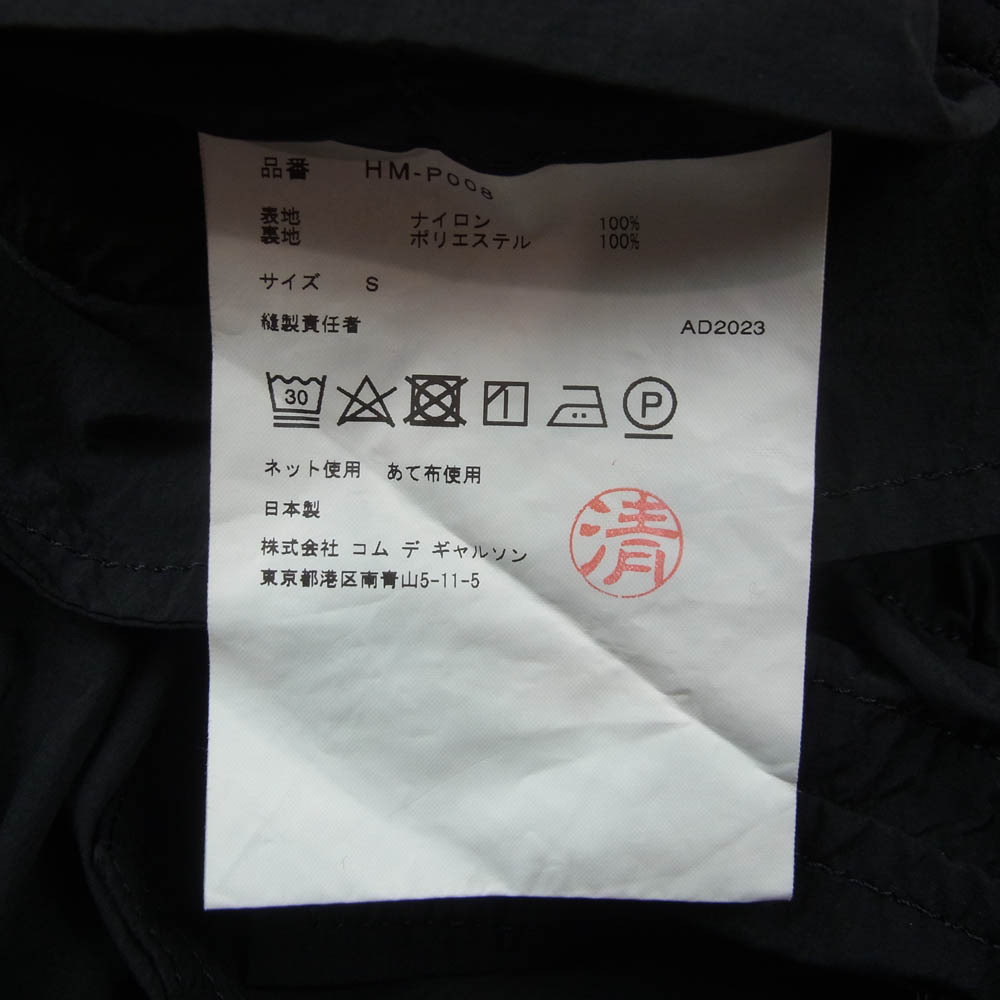 品番 HM-P008
表地 ナイロン 100%
裏地 ポリエステル 100%
サイズ S
縫製責任者 AD2023
30 P
ネット使用 あて布使用
日本製
清
株式会社 コム デ ギャルソン
東京都港区南青山5-11-5